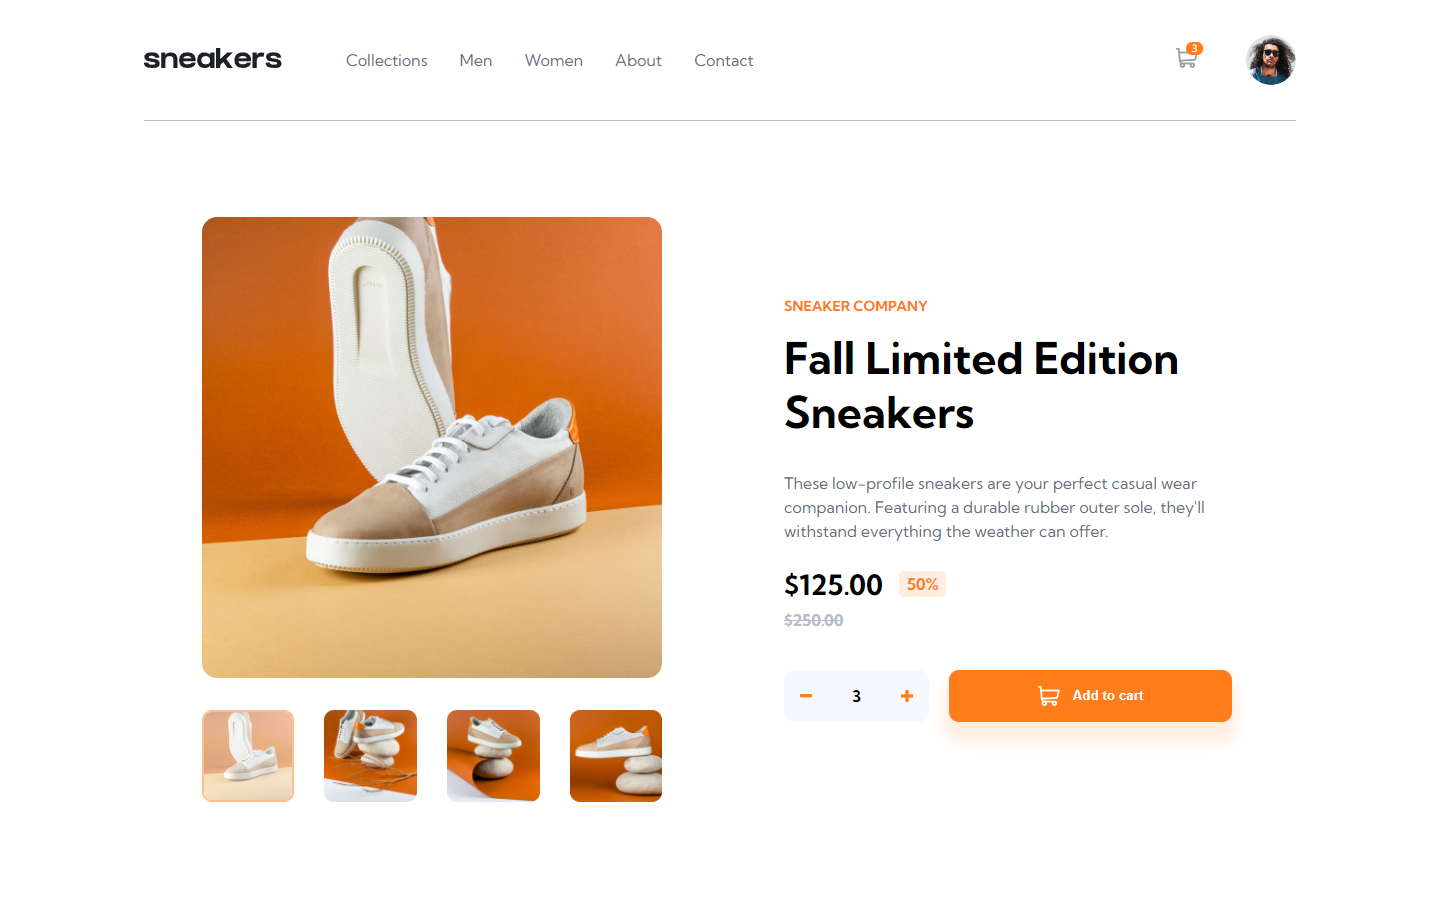 sneakers
Collections Men Women About Contact
3
SNEAKER COMPANY
Fall Limited Edition
Sneakers
These low-profile sneakers are your perfect casual wear
companion. Featuring a durable rubber outer sole, they'll
withstand everything the weather can offer.
$125.00 50%
$250.00
3
Add to cart